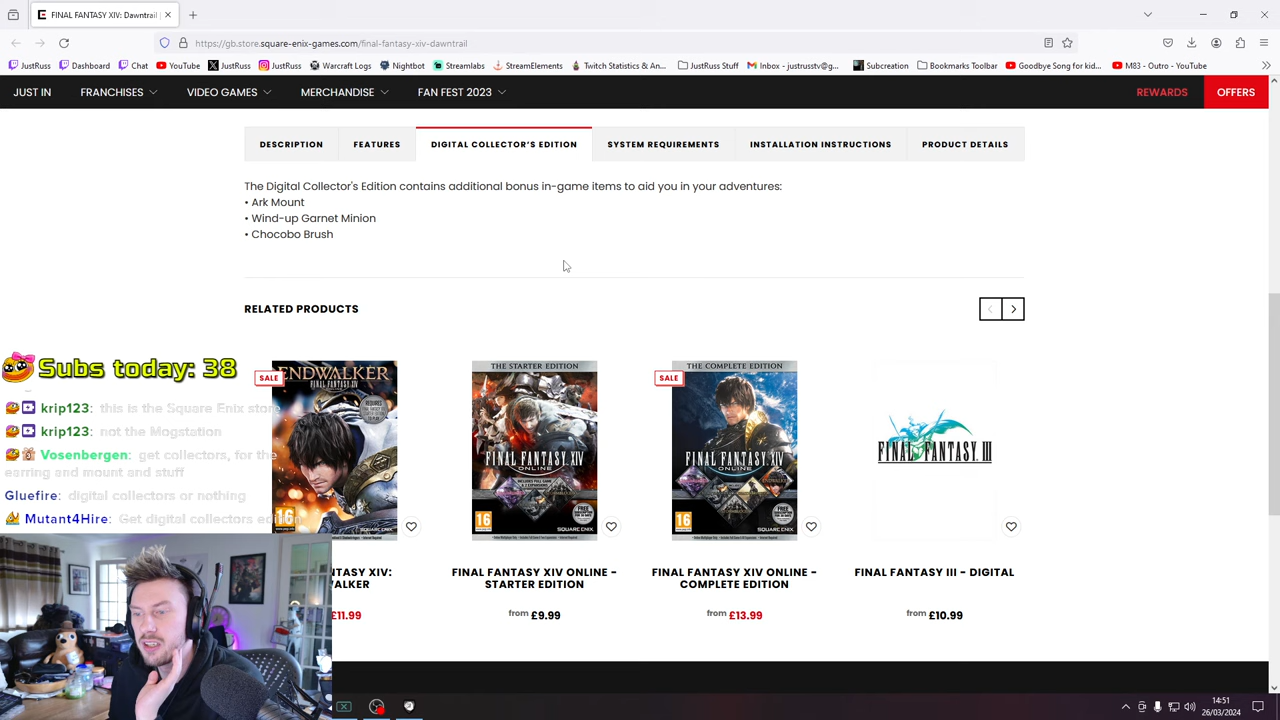 FINAL FANTASY XIV: Dawntrail |
https://gb.store.square-enix-games.com/final-fantasy-xiv-dawntrail
JustRuss Dashboard Chat YouTube JustRuss JustRuss Warcraft Logs Nightbot Streamlabs StreamElements Twitch Statistics & An... JustRuss Stuff Inbox - justrusstv@g... Subcreation Bookmarks Toolbar Goodbye Song for kid... M83 - Outro - YouTube
JUST IN FRANCHISES VIDEO GAMES MERCHANDISE FAN FEST 2023 REWARDS OFFERS
DESCRIPTION FEATURES DIGITAL COLLECTOR'S EDITION SYSTEM REQUIREMENTS INSTALLATION INSTRUCTIONS PRODUCT DETAILS
The Digital Collector's Edition contains additional bonus in-game items to aid you in your adventures:
• Ark Mount
• Wind-up Garnet Minion
• Chocobo Brush
RELATED PRODUCTS
Subs today: 38
krip123: this is the Square Enix store
krip123: not the Mogstation
Vosenbergen: get collectors, for the
earring and mount and stuff
Gluefire: digital collectors or nothing
Mutant4Hire: Get digital collectors edition
SALE
ENDWALKER
FINAL FANTASY XIV
16
THE STARTER EDITION
FINAL FANTASY XIV
ONLINE
16
SQUARE ENIX
SALE
THE COMPLETE EDITION
FINAL FANTASY XIV
ONLINE
16
SQUARE ENIX
FINAL FANTASY III
NTASY XIV:
ALKER
£11.99
FINAL FANTASY XIV ONLINE -
STARTER EDITION
from £9.99
FINAL FANTASY XIV ONLINE -
COMPLETE EDITION
from £13.99
FINAL FANTASY III - DIGITAL
from £10.99
14:51
26/03/2024